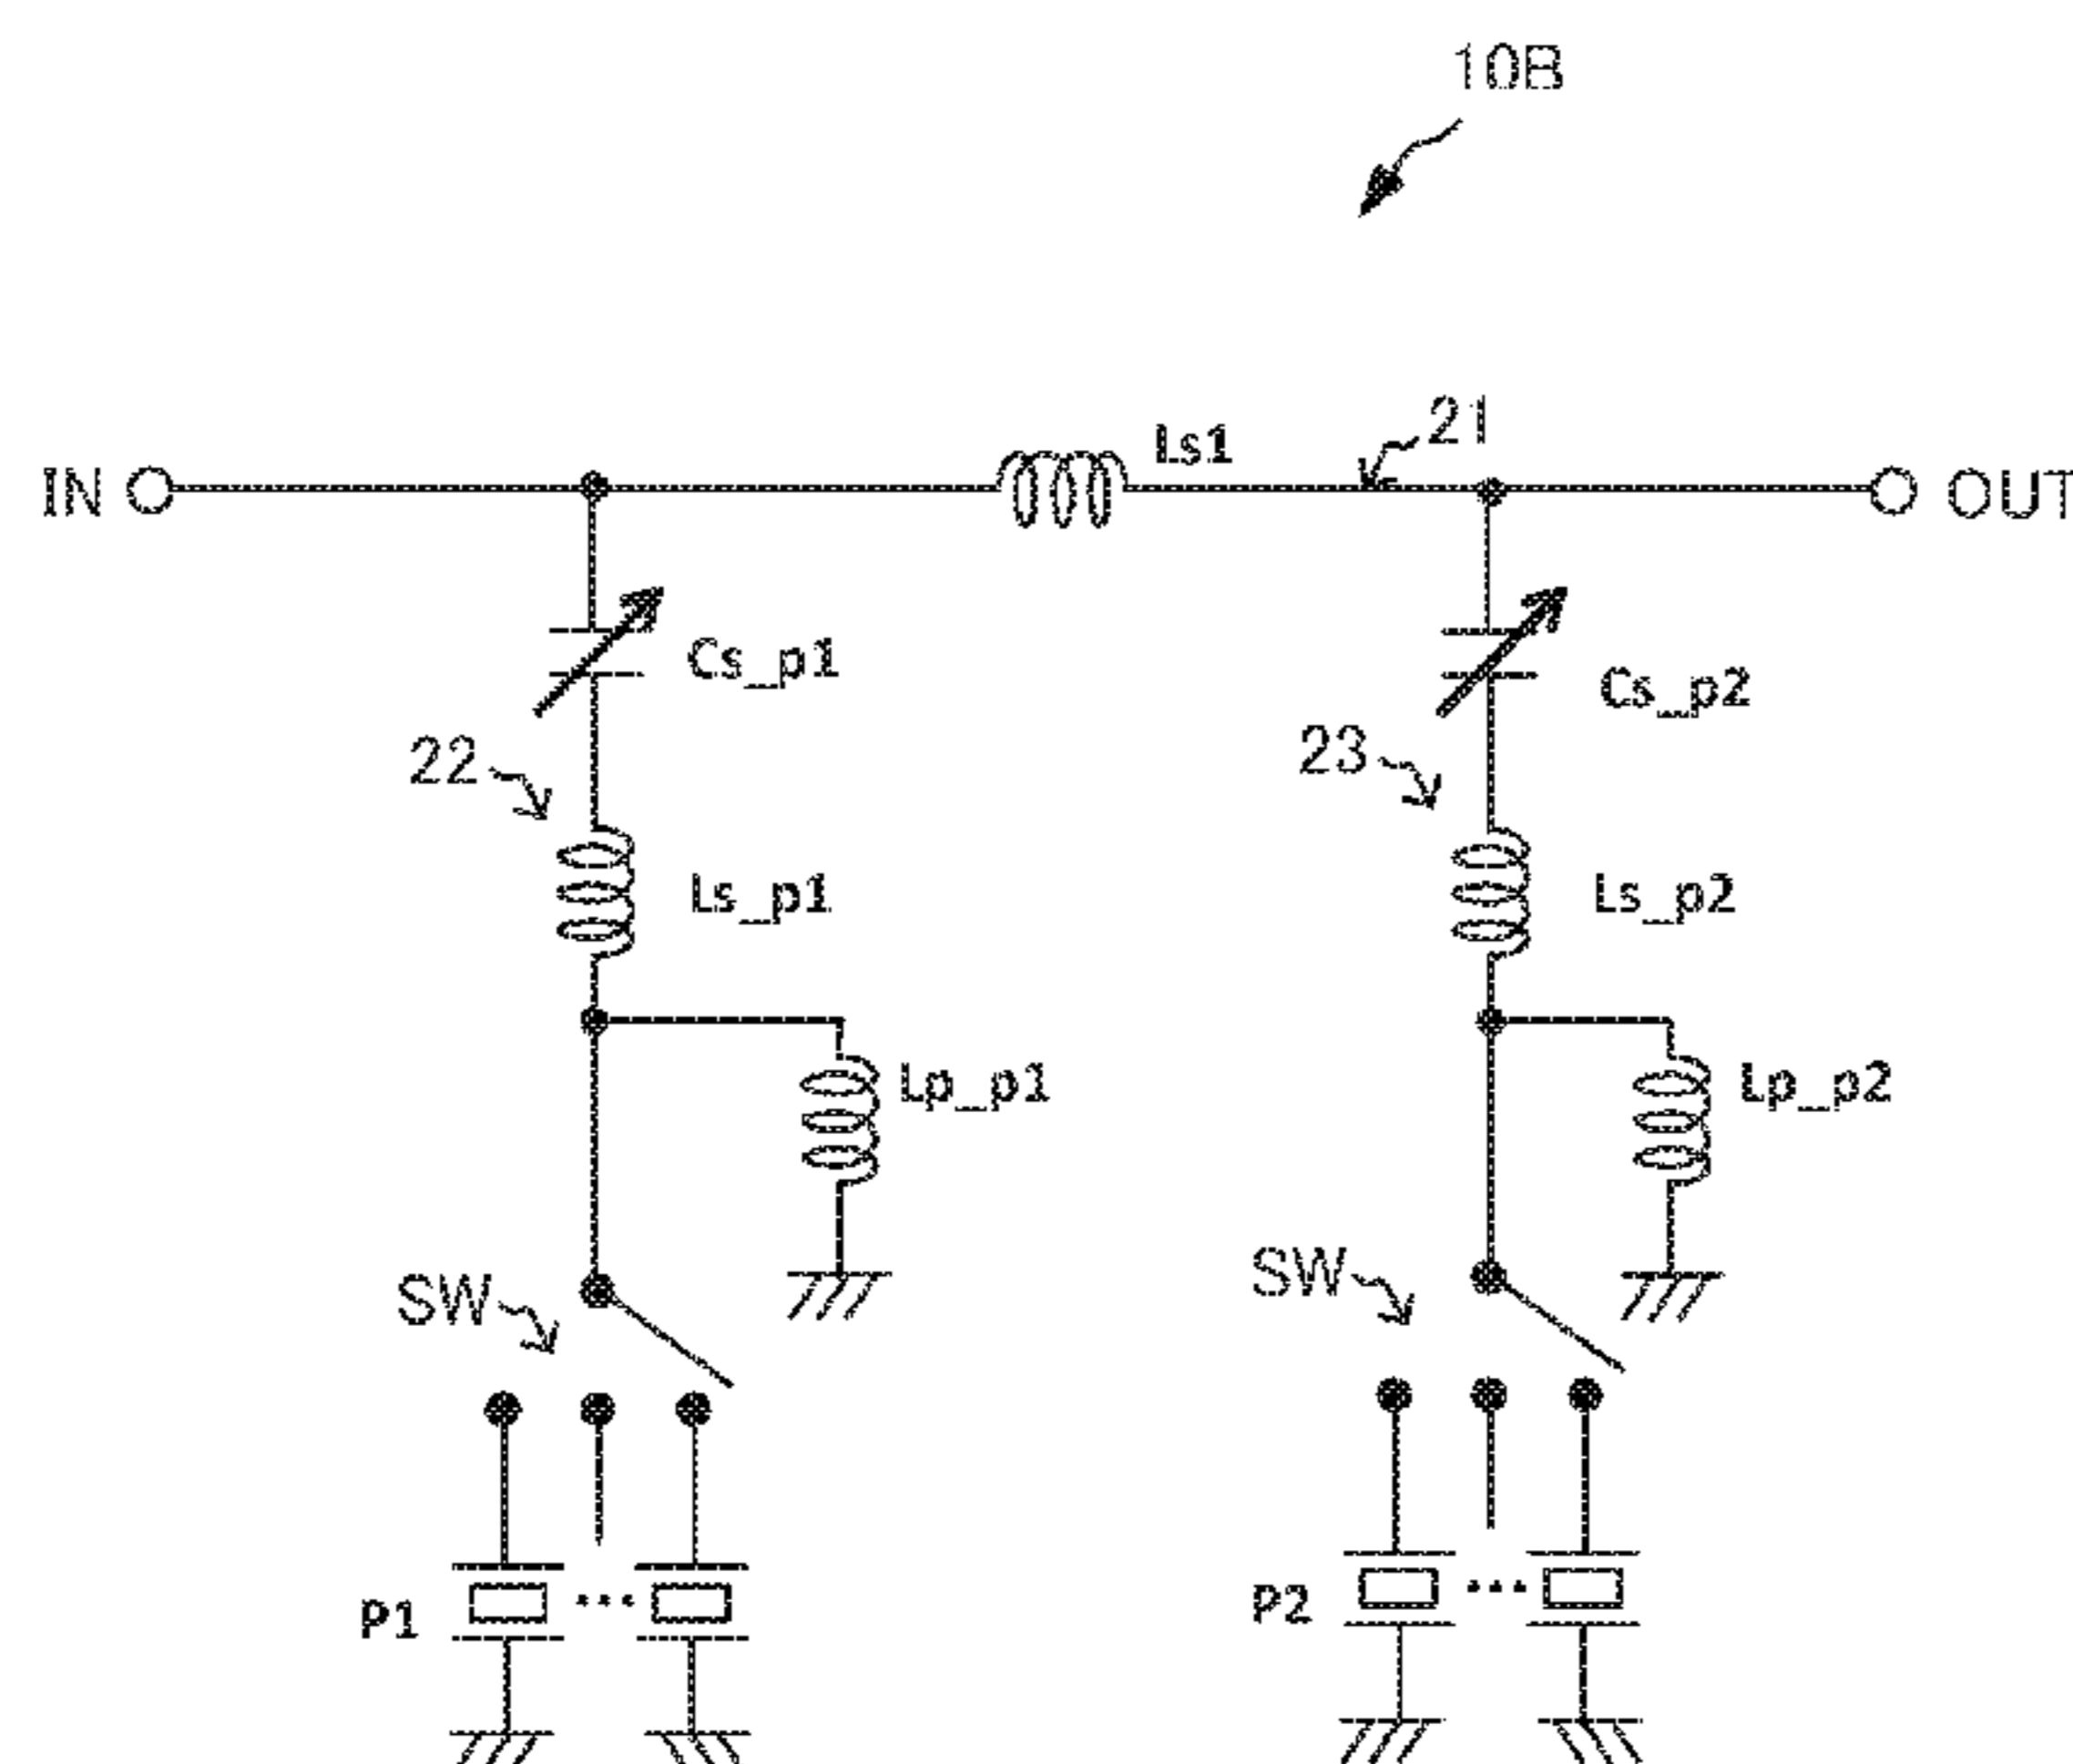 10B
Ls1
21
IN
OUT
Cs_p1
Cs_p2
22
23
Ls_p1
Ls_p2
Lp_p1
Lp_p2
SW
SW
P1
...
P2
...